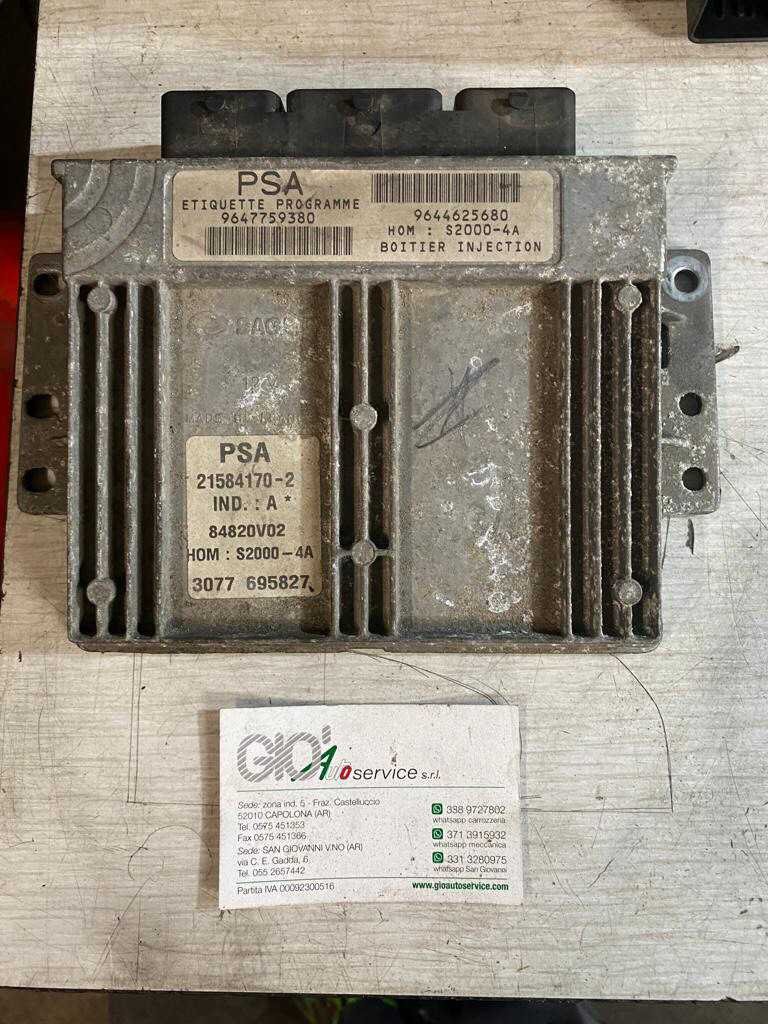 PSA
ETIQUETTE PROGRAMME
9647759380
9644625680
HOM : S2000-4A
BOITIER INJECTION
PSA
21584170-2
IND. : A *
84820V02
HOM : S2000-4A
3077 695827
GIO' Autoservice s.r.l.
Sede: zona ind. 5 - Fraz. Castelluccio
52010 CAPOLONA (AR)
Tel. 0575 451353
Fax 0575 451366
Sede: SAN GIOVANNI V.NO (AR)
via C. E. Gadda, 6
Tel. 055 2657442
Partita IVA 00092300516
338 9727802
whatsapp carrozzeria
371 3915932
whatsapp meccanica
331 3280975
whatsapp San Giovanni
www.gioautoservice.com